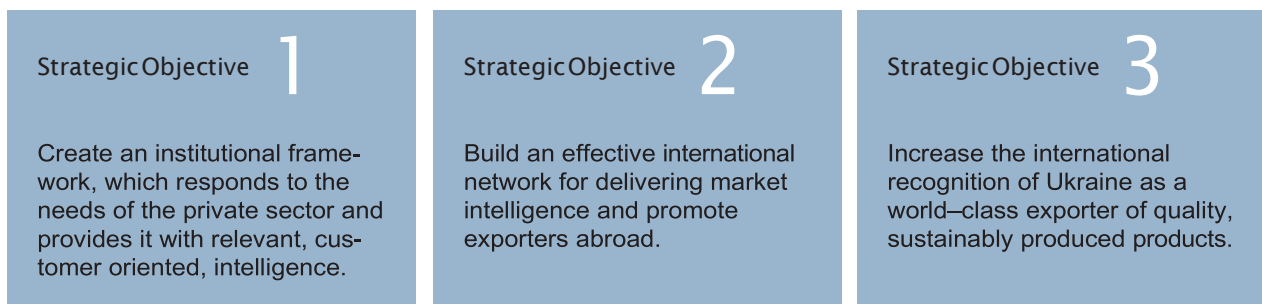 Strategic Objective 1
Create an institutional frame-
work, which responds to the
needs of the private sector and
provides it with relevant, cus-
tomer oriented, intelligence.
Strategic Objective 2
Build an effective international
network for delivering market
intelligence and promote
exporters abroad.
Strategic Objective 3
Increase the international
recognition of Ukraine as a
world–class exporter of quality,
sustainably produced products.